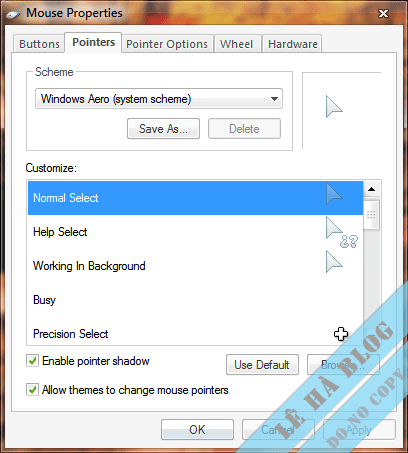 Mouse Properties
Buttons Pointers Pointer Options Wheel Hardware
Scheme
Windows Aero (system scheme)
Save As... Delete
Customize:
Normal Select
Help Select
Working In Background
Busy
Precision Select
Enable pointer shadow
Use Default Browse...
Allow themes to change mouse pointers
OK Cancel Apply
LÊ HÀ BLOG
DO NO COPY